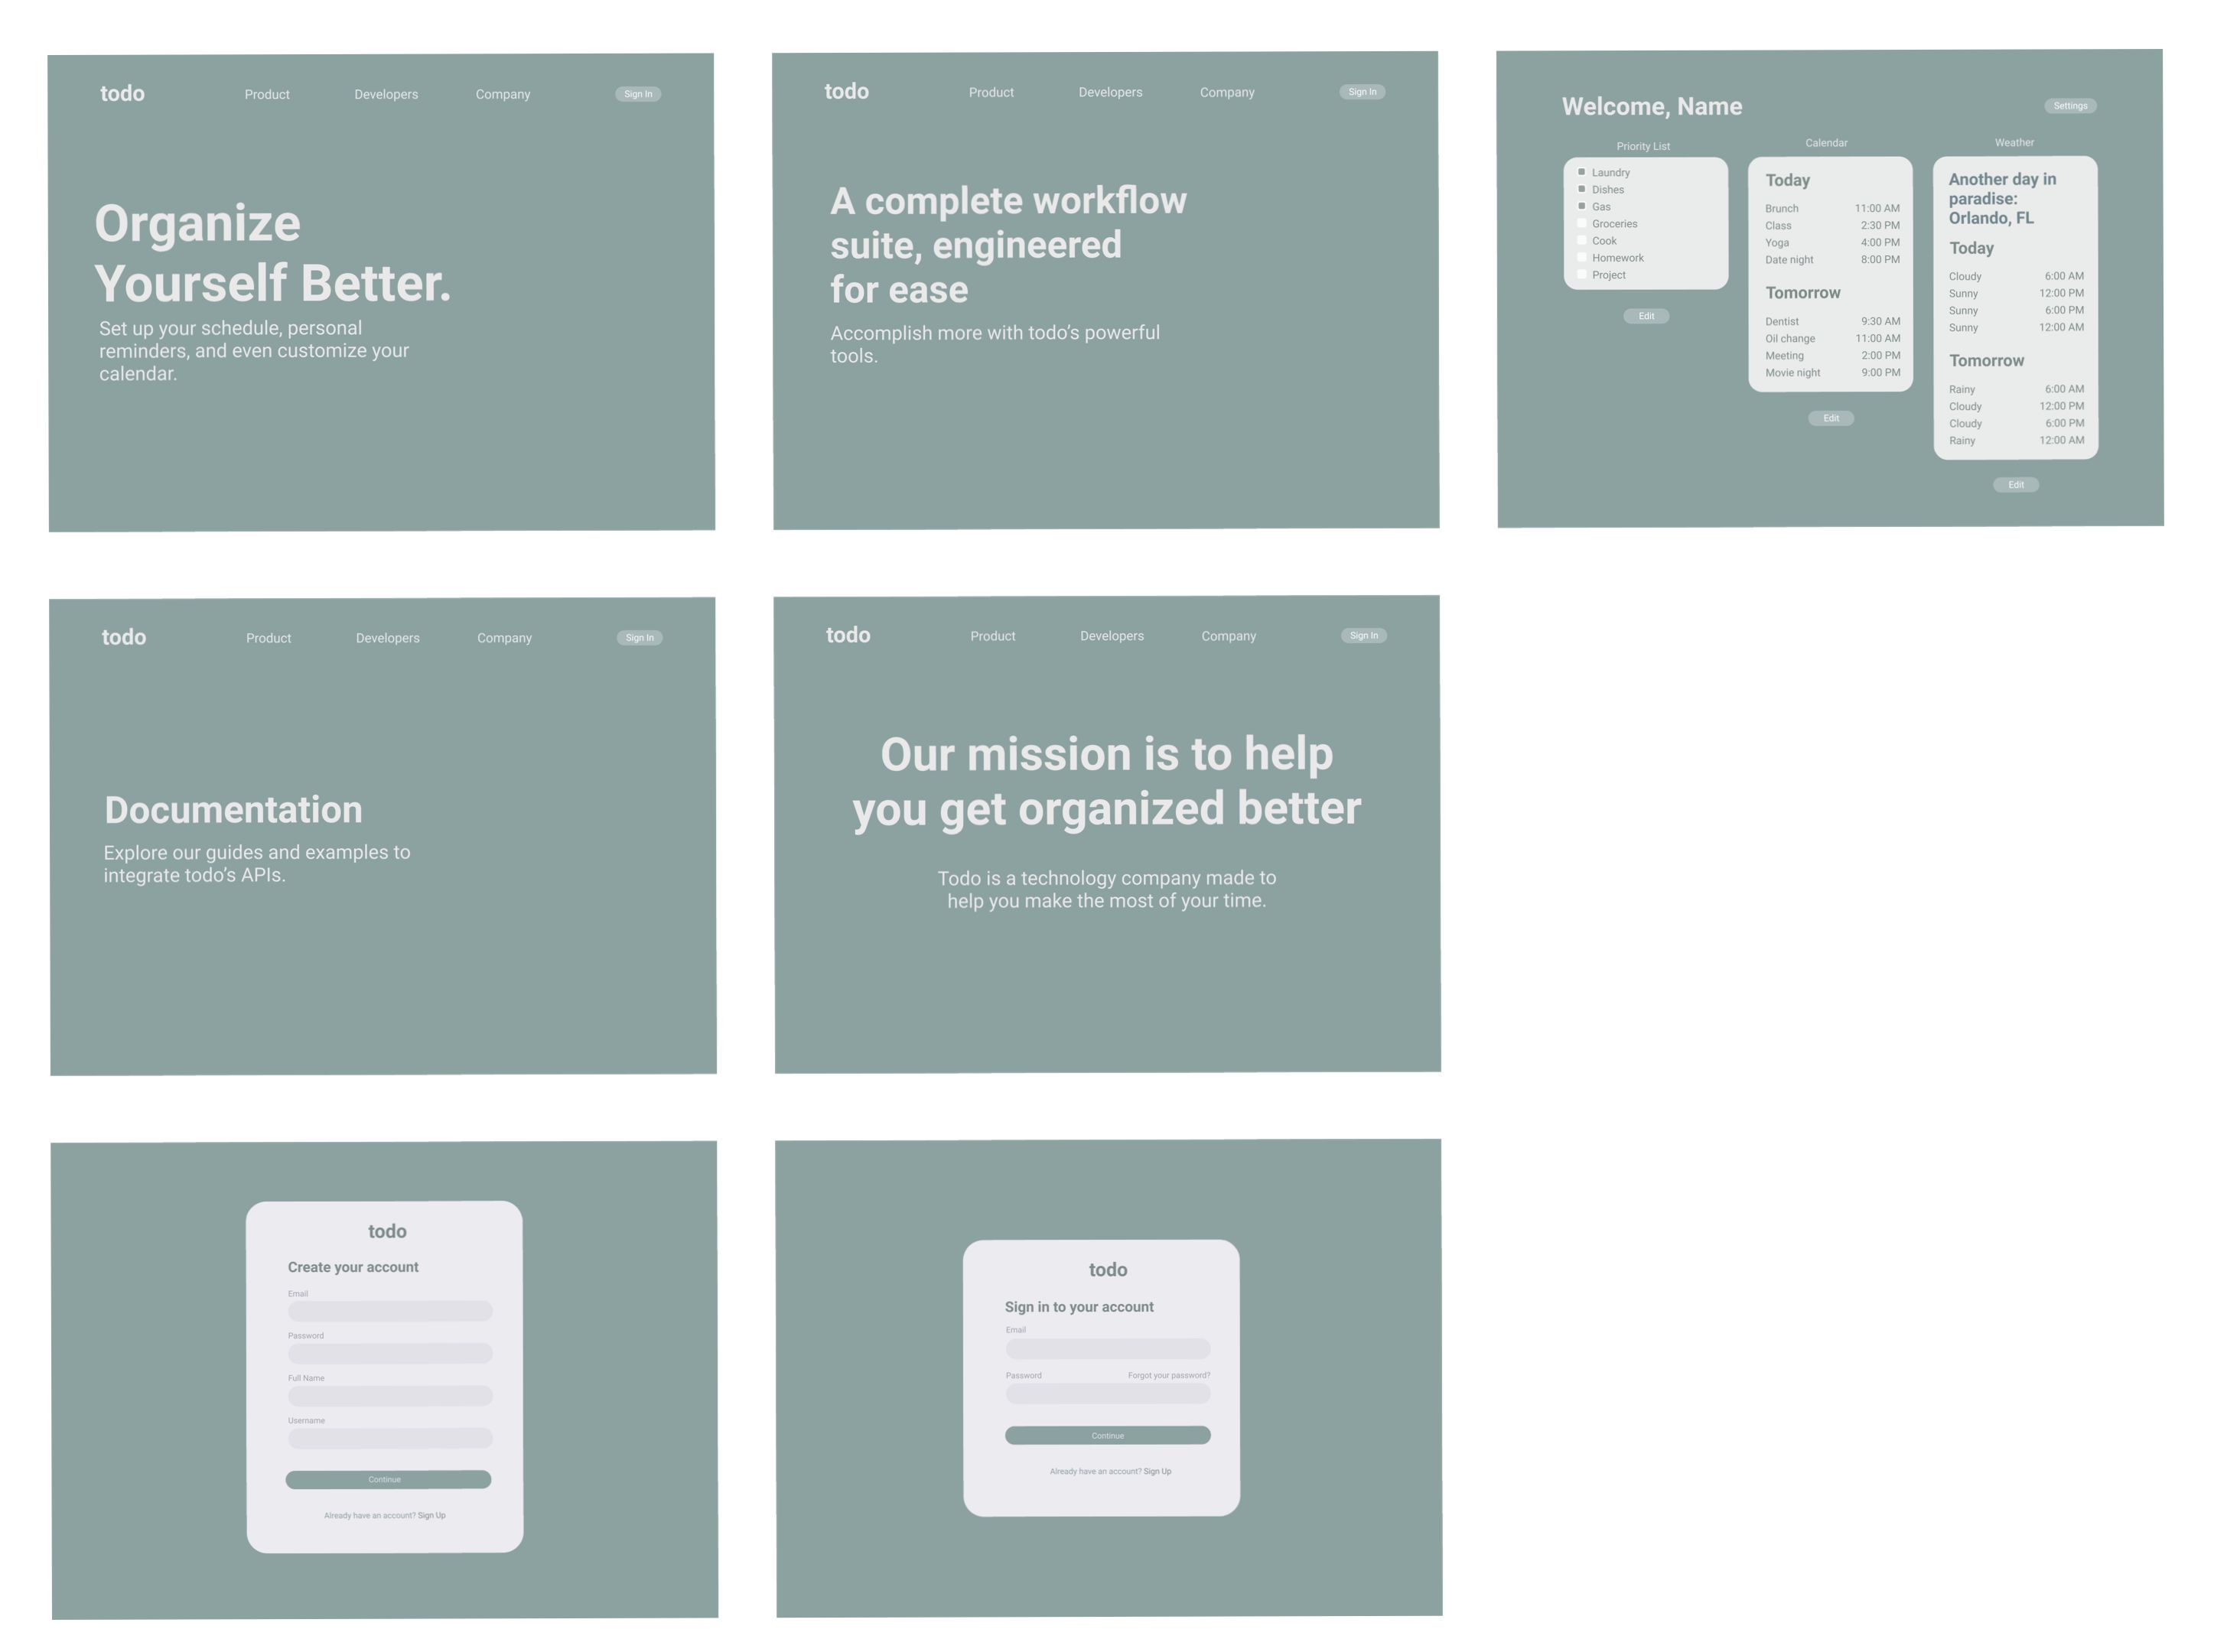 todo
Product
Developers
Company
Sign In
Organize
Yourself Better.
Set up your schedule, personal
reminders, and even customize your
calendar.
todo
Product
Developers
Company
Sign In
A complete workflow
suite, engineered
for ease
Accomplish more with todo's powerful
tools.
Welcome, Name
Settings
Priority List
Laundry
Dishes
Gas
Groceries
Cook
Homework
Project
Edit
Calendar
Today
Brunch 11:00 AM
Class 2:30 PM
Yoga 4:00 PM
Date night 8:00 PM
Tomorrow
Dentist 9:30 AM
Oil change 11:00 AM
Meeting 2:00 PM
Movie night 9:00 PM
Edit
Weather
Another day in
paradise:
Orlando, FL
Today
Cloudy 6:00 AM
Sunny 12:00 PM
Sunny 6:00 PM
Sunny 12:00 AM
Tomorrow
Rainy 6:00 AM
Cloudy 12:00 PM
Cloudy 6:00 PM
Rainy 12:00 AM
Edit
todo
Product
Developers
Company
Sign In
Documentation
Explore our guides and examples to
integrate todo's APIs.
todo
Product
Developers
Company
Sign In
Our mission is to help
you get organized better
Todo is a technology company made to
help you make the most of your time.
todo
Create your account
Email
Password
Full Name
Username
Continue
Already have an account? Sign Up
todo
Sign in to your account
Email
Password Forgot your password?
Continue
Already have an account? Sign Up